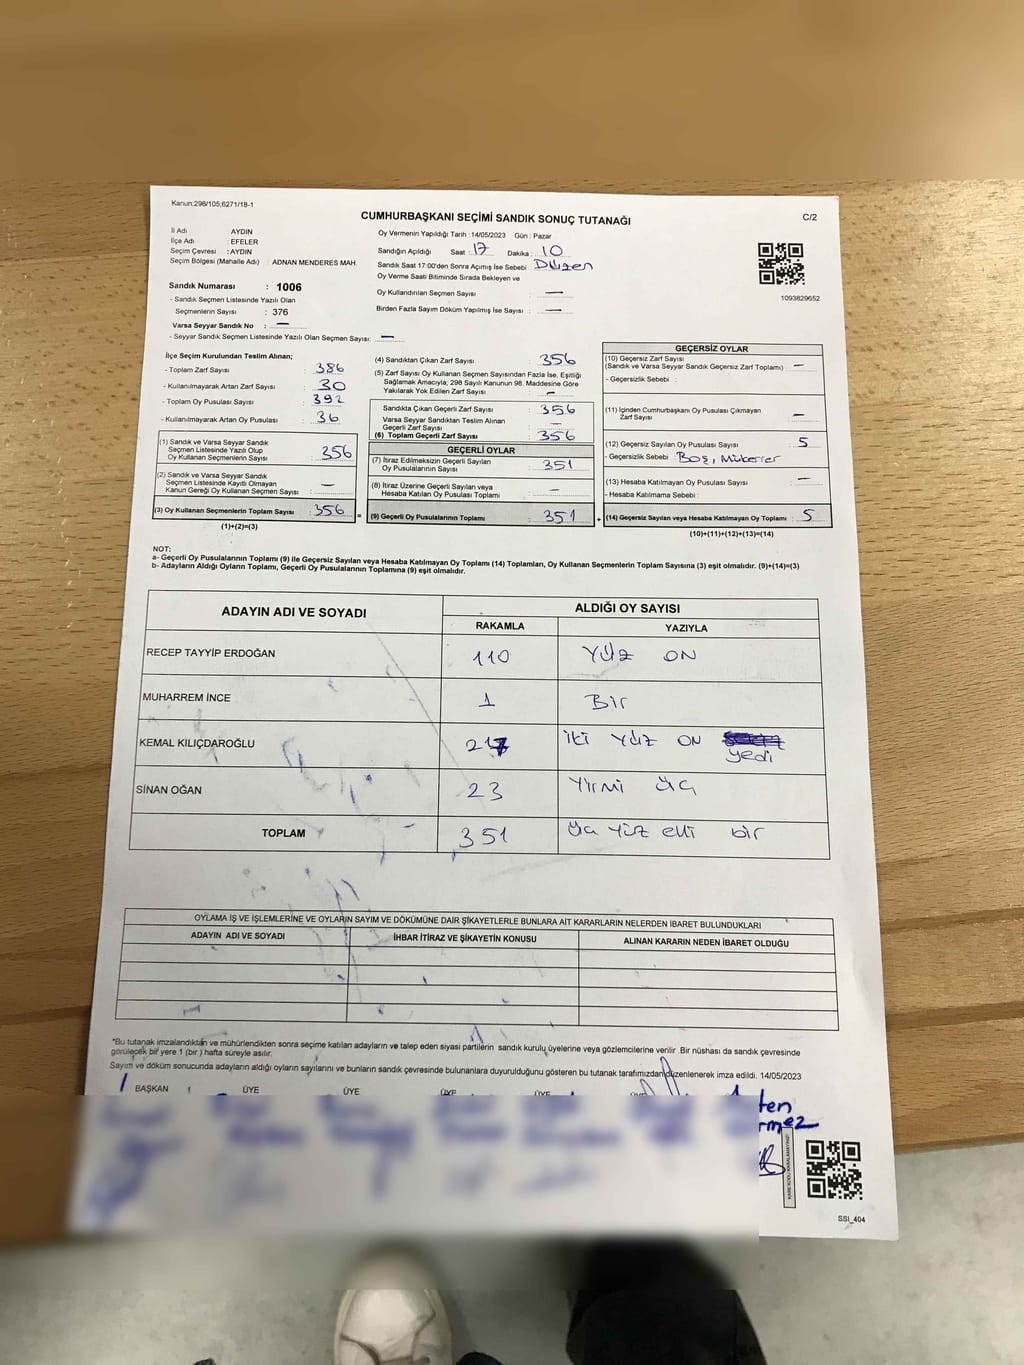 Kanun;298/105;6271/18-1
CUMHURBAŞKANI SEÇİMİ SANDIK SONUÇ TUTANAĞI
C/2
İl Adı AYDIN
İlçe Adı : EFELER
Seçim Çevresi : AYDIN
Seçim Bölgesi (Mahalle Adı) ADNAN MENDERES MAH.
Oy Vermenin Yapıldığı Tarih :14/05/2023 Gün : Pazar
Sandığın Açıldığı Saat : 17 Dakika : 10
Sandık Saat 17:00'den Sonra Açımış İse Sebebi : Düzen
Oy Verme Saati Bitiminde Sırada Bekleyen ve
Oy Kullandırılan Seçmen Sayısı : —
Birden Fazla Sayım Döküm Yapılmış İse Sayısı : —
1093829652
Sandık Numarası : 1006
- Sandık Seçmen Listesinde Yazılı Olan
Seçmenlerin Sayısı : 376
Varsa Seyyar Sandık No : —
- Seyyar Sandık Seçmen Listesinde Yazılı Olan Seçmen Sayısı: —
İlçe Seçim Kurulundan Teslim Alınan;
- Toplam Zarf Sayısı : 386
- Kullanılmayarak Artan Zarf Sayısı : 30
- Toplam Oy Pusulası Sayısı : 392
- Kullanılmayarak Artan Oy Pusulası : 36
(1) Sandık ve Varsa Seyyar Sandık
Seçmen Listesinde Yazılı Olup
Oy Kullanan Seçmenlerin Sayısı : 356
(2) Sandık ve Varsa Seyyar Sandık
Seçmen Listesinde Kayıtlı Olmayan
Kanun Gereği Oy Kullanan Seçmen Sayısı : —
(3) Oy Kullanan Seçmenlerin Toplam Sayısı : 356
(1)+(2)=(3)
(4) Sandıktan Çıkan Zarf Sayısı : 356
(5) Zarf Sayısı Oy Kullanan Seçmen Sayısından Fazla İse, Eşitliği
Sağlamak Amacıyla; 298 Sayılı Kanunun 98. Maddesine Göre
Yakılarak Yok Edilen Zarf Sayısı : —
Sandıkta Çıkan Geçerli Zarf Sayısı : 356
Varsa Seyyar Sandıktan Teslim Alınan
Geçerli Zarf Sayısı : —
(6) Toplam Geçerli Zarf Sayısı : 356
GEÇERLİ OYLAR
(7) İtiraz Edilmeksizin Geçerli Sayılan
Oy Pusulalarının Sayısı : 351
(8) İtiraz Üzerine Geçerli Sayılan veya
Hesaba Katılan Oy Pusulası Toplamı : —
= (9) Geçerli Oy Pusulalarının Toplamı : 351
GEÇERSİZ OYLAR
(10) Geçersiz Zarf Sayısı
(Sandık ve Varsa Seyyar Sandık Geçersiz Zarf Toplamı) : —
- Geçersizlik Sebebi :
(11) İçinden Cumhurbaşkanı Oy Pusulası Çıkmayan
Zarf Sayısı : —
(12) Geçersiz Sayılan Oy Pusulası Sayısı : 5
- Geçersizlik Sebebi : Boş, Mükerrer
(13) Hesaba Katılmayan Oy Pusulası Sayısı : —
- Hesaba Katılmama Sebebi :
+ (14) Geçersiz Sayılan veya Hesaba Katılmayan Oy Toplamı : 5
(10)+(11)+(12)+(13)=(14)
NOT:
a- Geçerli Oy Pusulalarının Toplamı (9) ile Geçersiz Sayılan veya Hesaba Katılmayan Oy Toplamı (14) Toplamları, Oy Kullanan Seçmenlerin Toplam Sayısına (3) eşit olmalıdır. (9)+(14)=(3)
b- Adayların Aldığı Oyların Toplamı, Geçerli Oy Pusulalarının Toplamına (9) eşit olmalıdır.
ADAYIN ADI VE SOYADI ALDIĞI OY SAYISI
RAKAMLA YAZIYLA
RECEP TAYYİP ERDOĞAN 110 YÜZ ON
MUHARREM İNCE 1 Bir
KEMAL KILIÇDAROĞLU 217 iki YÜZ ON
yedi
SİNAN OĞAN 23 Yirmi üç
TOPLAM 351 Üç Yüz elli bir
OYLAMA İŞ VE İŞLEMLERİNE VE OYLARIN SAYIM VE DÖKÜMÜNE DAİR ŞİKAYETLERLE BUNLARA AİT KARARLARIN NELERDEN İBARET BULUNDUKLARI
ADAYIN ADI VE SOYADI İHBAR İTİRAZ VE ŞİKAYETİN KONUSU ALINAN KARARIN NEDEN İBARET OLDUĞU
*Bu tutanak imzalandıktan ve mühürlendikten sonra seçime katılan adayların ve talep eden siyasi partilerin sandık kurulu üyelerine veya gözlemcilerine verilir .Bir nüshası da sandık çevresinde
görülecek bir yere 1 (bir ) hafta süreyle asılır.
Sayım ve döküm sonucunda adayların aldığı oyların sayılarını ve bunların sandık çevresinde bulunanlara duyurulduğunu gösteren bu tutanak tarafımızdan düzenlenerek imza edildi. 14/05/2023
BAŞKAN ÜYE ÜYE ÜYE ÜYE
SSİ_404